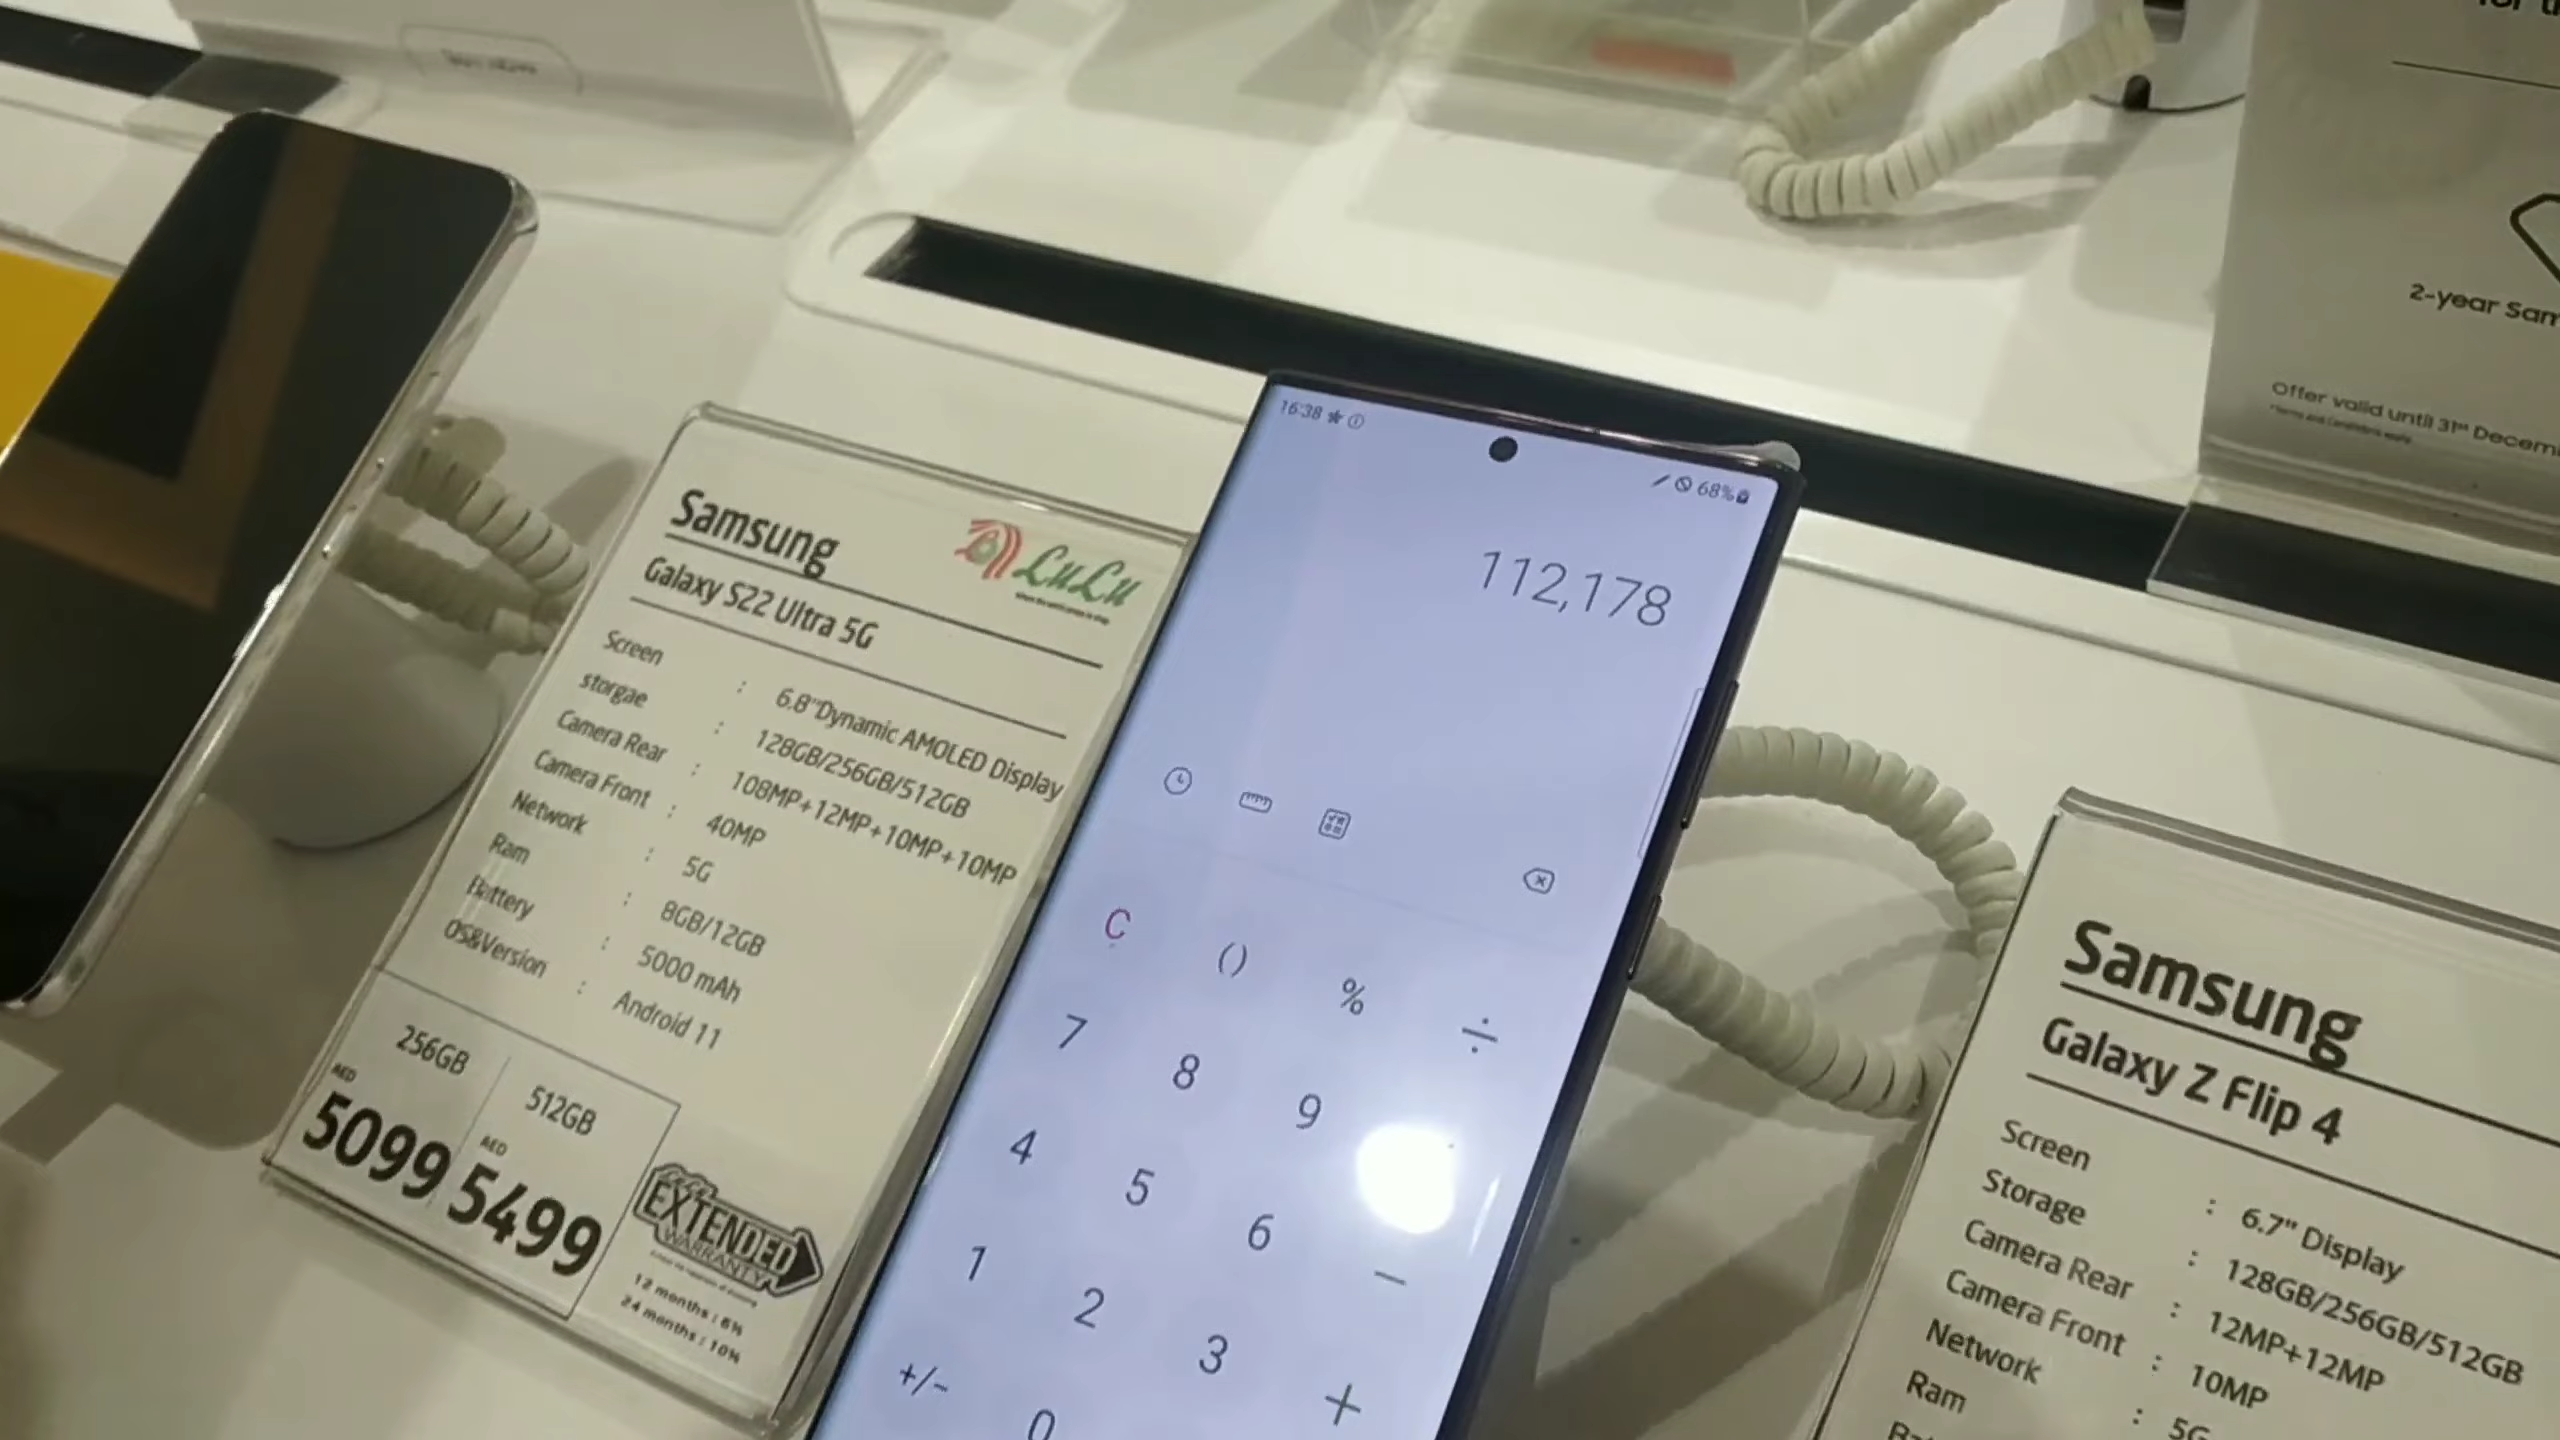 Samsung
LuLu
Galaxy S22 Ultra 5G
Screen : 6.8"Dynamic AMOLED Display
storgae : 128GB/256GB/512GB
Camera Rear : 108MP+12MP+10MP+10MP
Camera Front : 40MP
Network : 5G
Ram : 8GB/12GB
Battery : 5000 mAh
OS&Version : Android 11
256GB
AED
5099
512GB
AED
5499
EXTENDED
WARRANTY
12 months : 6%
24 months : 10%
16:38
68%
112,178
C () % ÷
7 8 9
4 5 6 −
1 2 3 +
+/− 0
2-year Sam
Offer valid until 31st Decem
Samsung
Galaxy Z Flip 4
Screen : 6.7" Display
Storage : 128GB/256GB/512GB
Camera Rear : 12MP+12MP
Camera Front : 10MP
Network : 5G
Ram